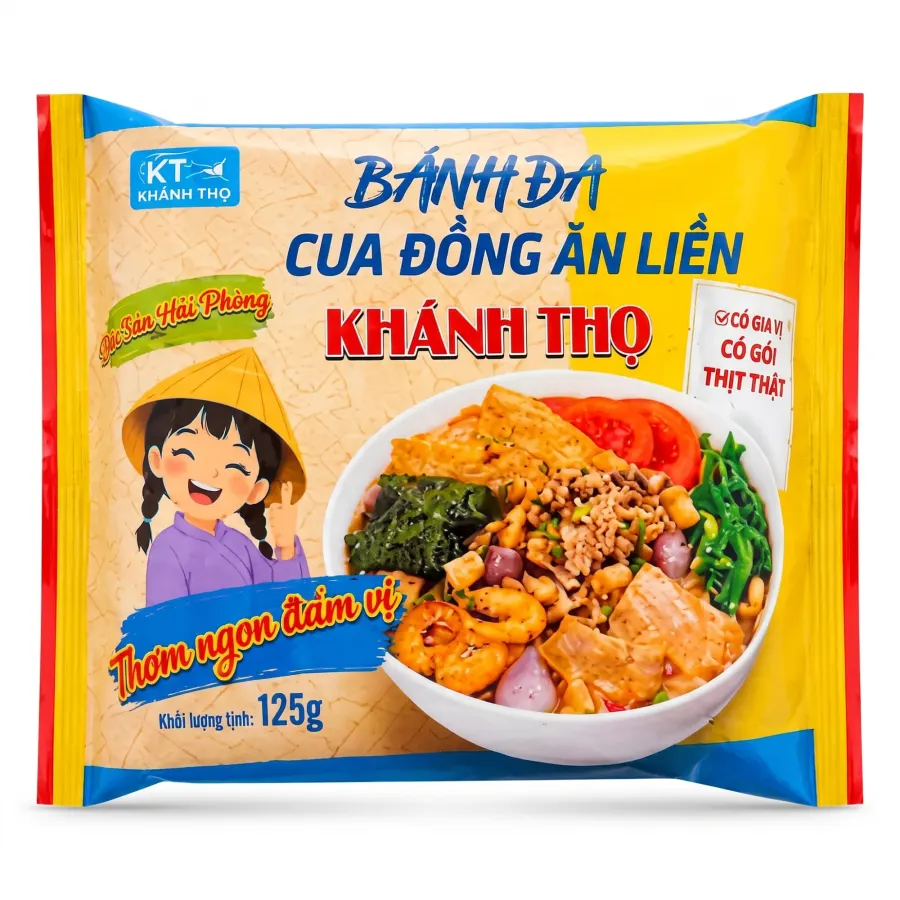 KT
KHÁNH THỌ
BÁNH ĐA
CUA ĐỒNG ĂN LIỀN
KHÁNH THỌ
Đặc Sản Hải Phòng
CÓ GIA VỊ
CÓ GÓI
THỊT THẬT
Thơm ngon đảm vị
Khối lượng tịnh: 125g